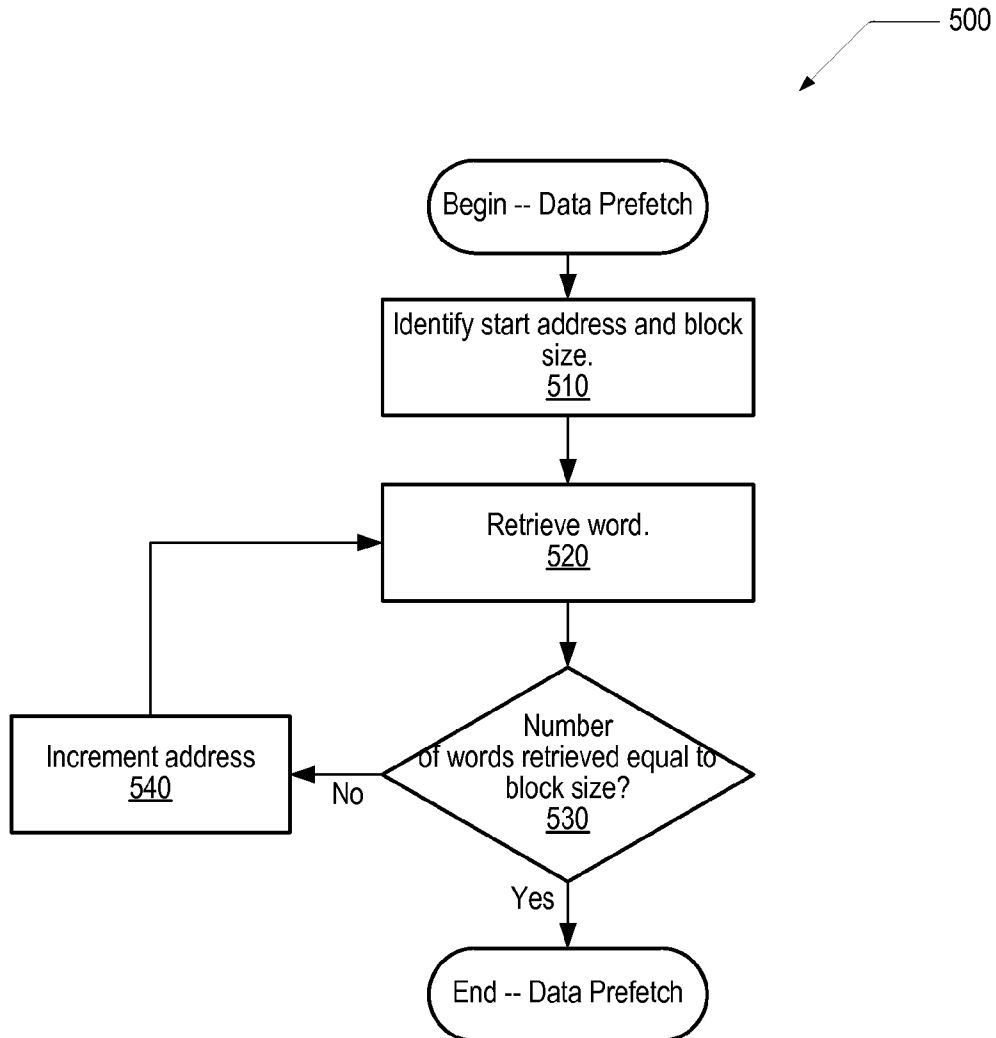 500
Begin -- Data Prefetch
Identify start address and block
size.
510
Retrieve word.
520
Number
of words retrieved equal to
block size?
530
Increment address
540
No
Yes
End -- Data Prefetch